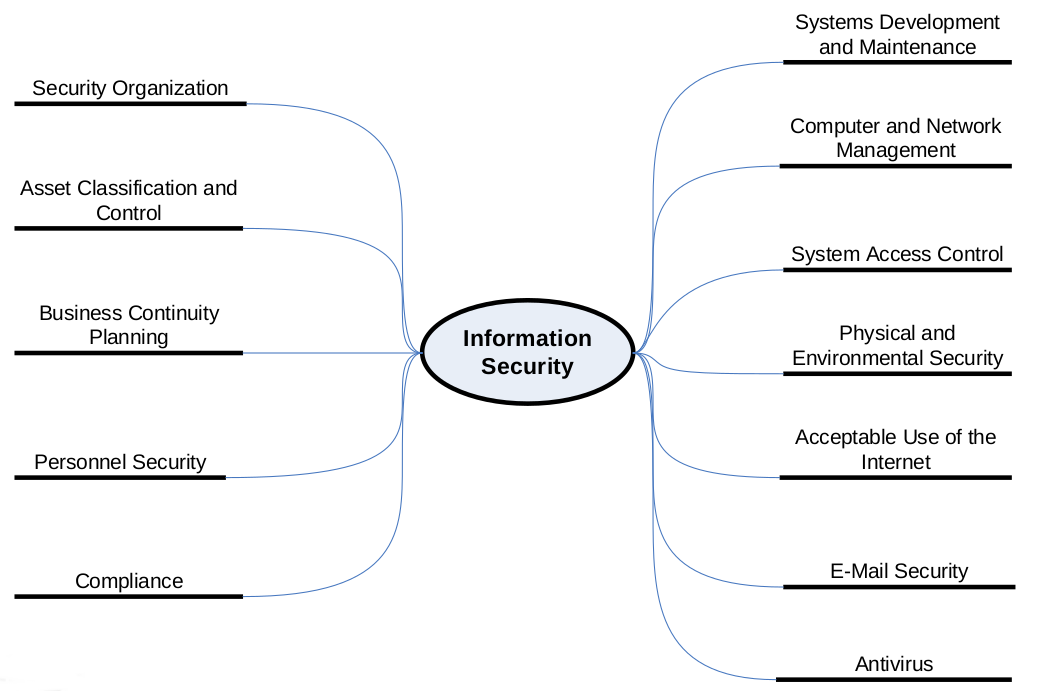 Security Organization
Asset Classification and
Control
Business Continuity
Planning
Personnel Security
Compliance
Information
Security
Systems Development
and Maintenance
Computer and Network
Management
System Access Control
Physical and
Environmental Security
Acceptable Use of the
Internet
E-Mail Security
Antivirus